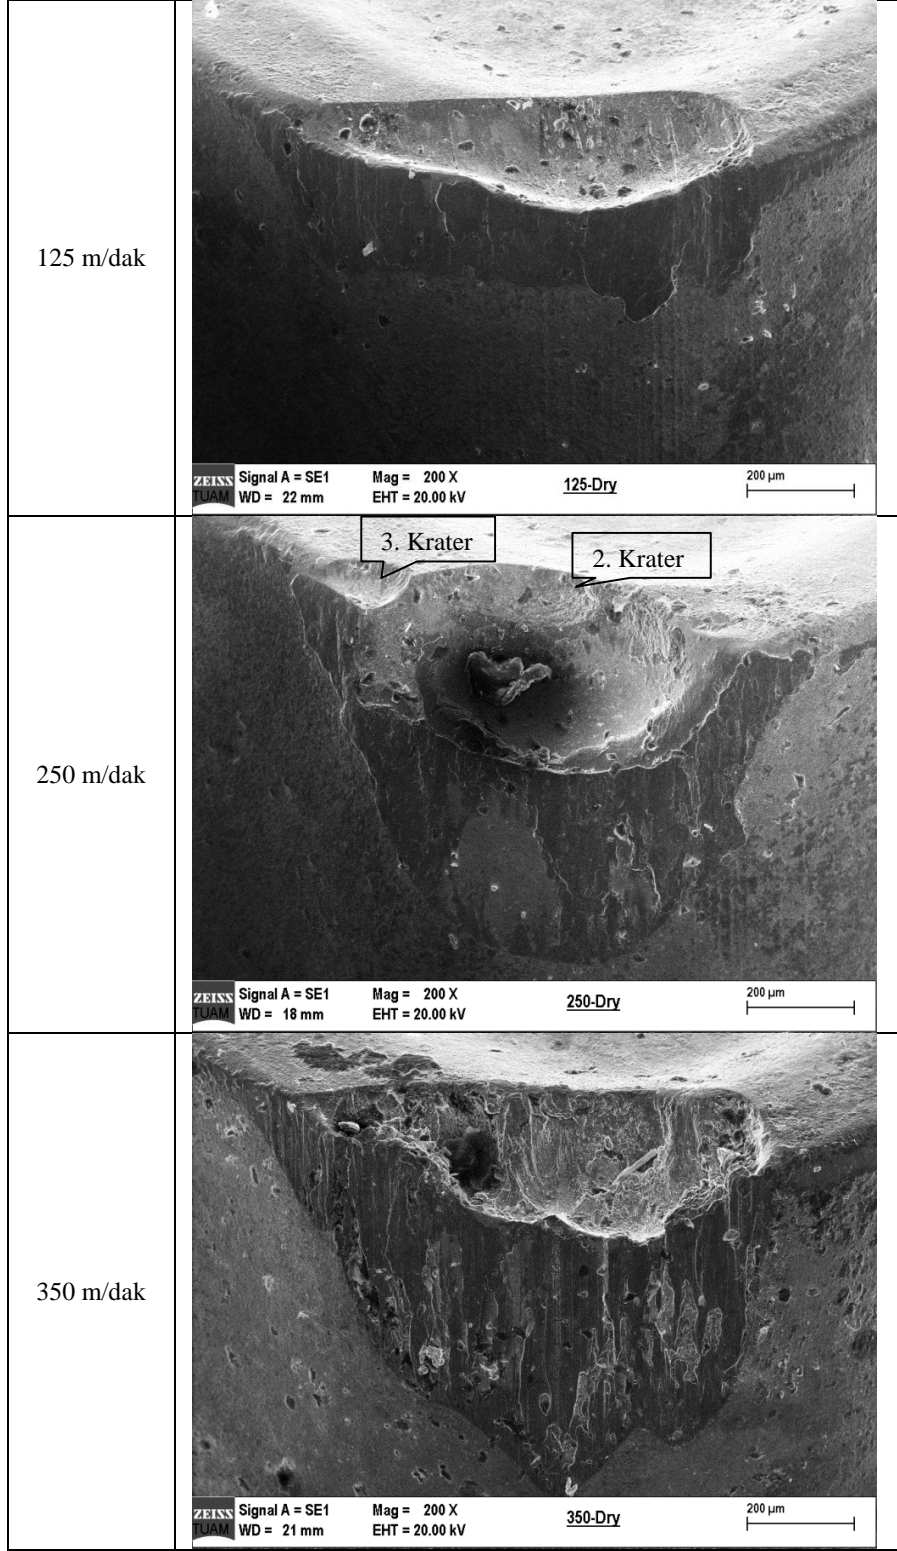 125 m/dak
ZEISS
TUAM
Signal A = SE1
WD = 22 mm
Mag = 200 X
EHT = 20.00 kV
125-Dry
200 µm
250 m/dak
3. Krater
2. Krater
ZEISS
TUAM
Signal A = SE1
WD = 18 mm
Mag = 200 X
EHT = 20.00 kV
250-Dry
200 µm
350 m/dak
ZEISS
TUAM
Signal A = SE1
WD = 21 mm
Mag = 200 X
EHT = 20.00 kV
350-Dry
200 µm